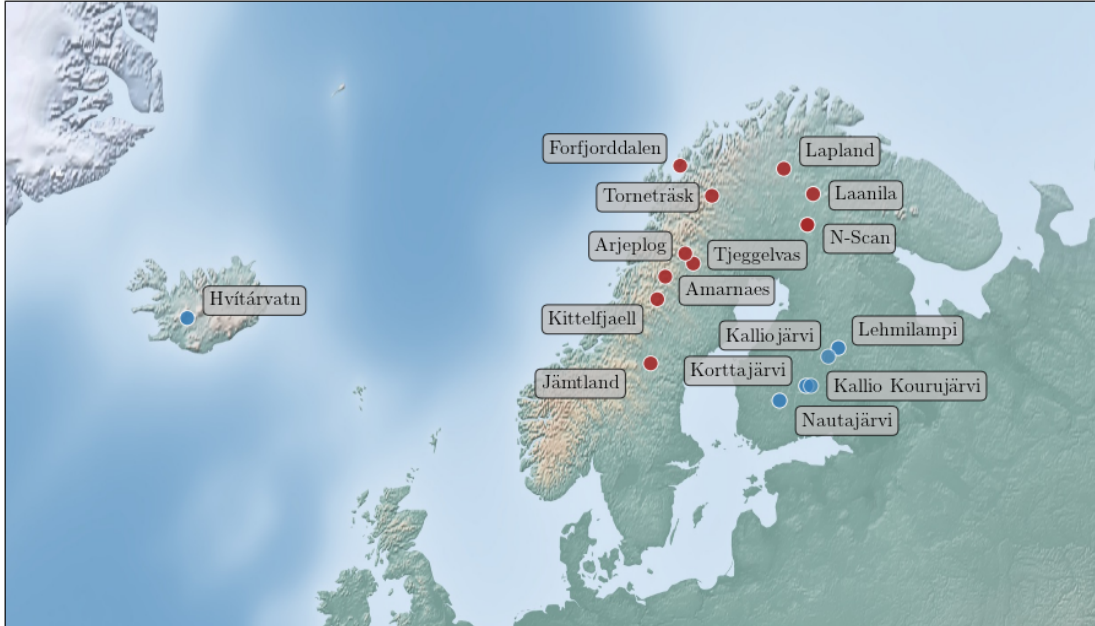 Forfjorddalen
Lapland
Torneträsk
Laanila
N-Scan
Arjeplog
Tjeggelvas
Amarnaes
Hvítárvatn
Kittelfjaell
Kalliojärvi
Lehmilampi
Korttajärvi
Jämtland
Kallio Kourujärvi
Nautajärvi